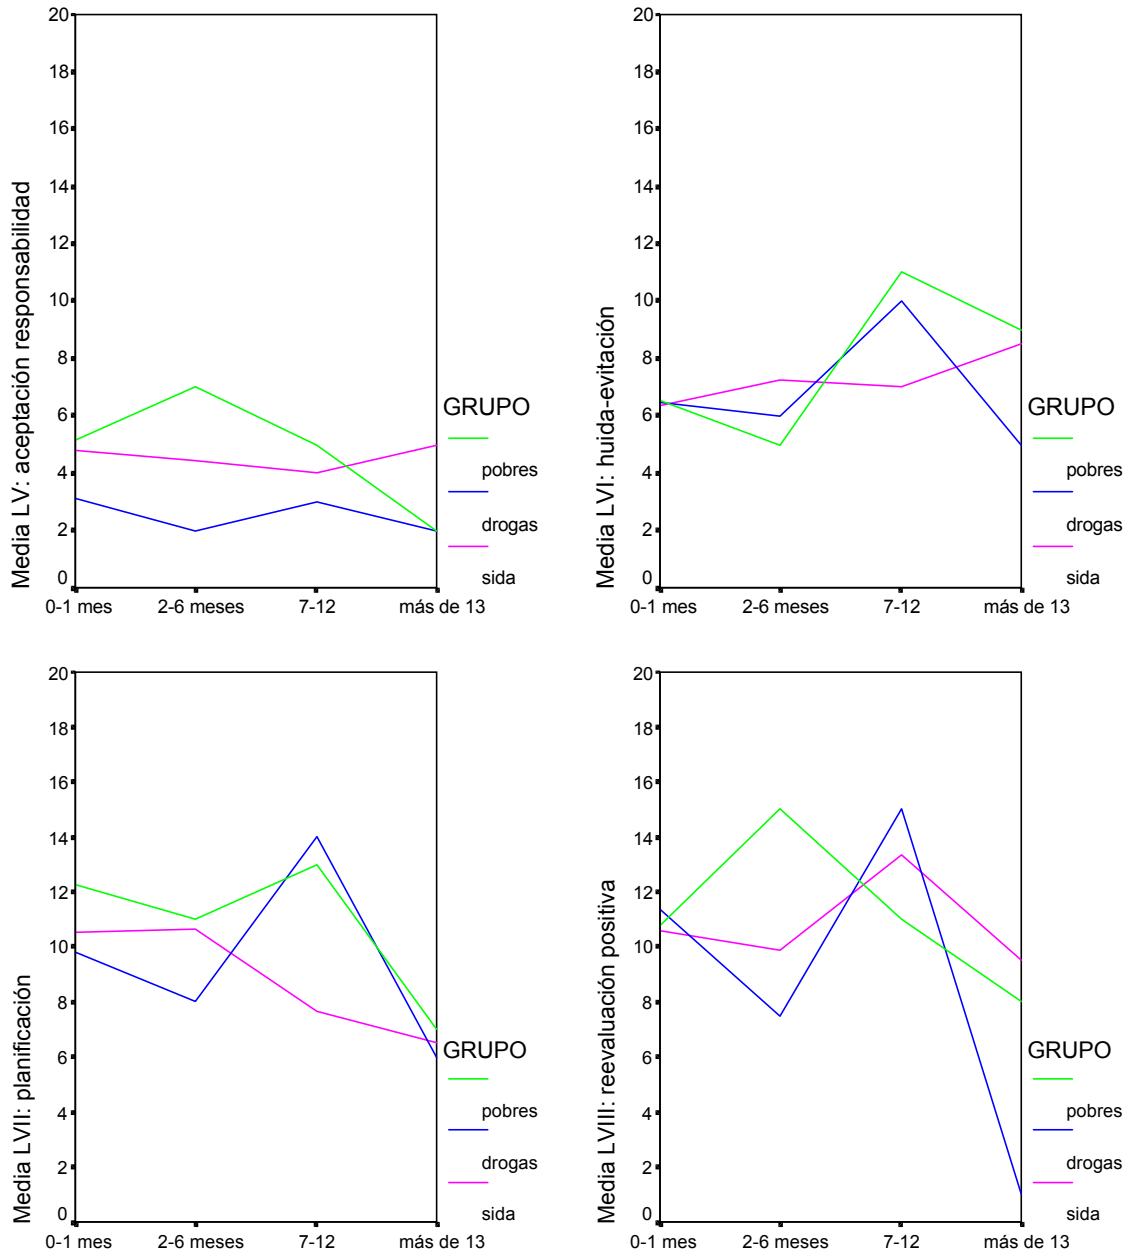 Media LV: aceptación responsabilidad
20
18
16
14
12
10
8
6
4
2
0
0-1 mes 2-6 meses 7-12 más de 13
GRUPO
pobres
drogas
sida
Media LVI: huida-evitación
20
18
16
14
12
10
8
6
4
2
0
0-1 mes 2-6 meses 7-12 más de 13
GRUPO
pobres
drogas
sida
Media LVII: planificación
20
18
16
14
12
10
8
6
4
2
0
0-1 mes 2-6 meses 7-12 más de 13
GRUPO
pobres
drogas
sida
Media LVIII: reevaluación positiva
20
18
16
14
12
10
8
6
4
2
0
0-1 mes 2-6 meses 7-12 más de 13
GRUPO
pobres
drogas
sida